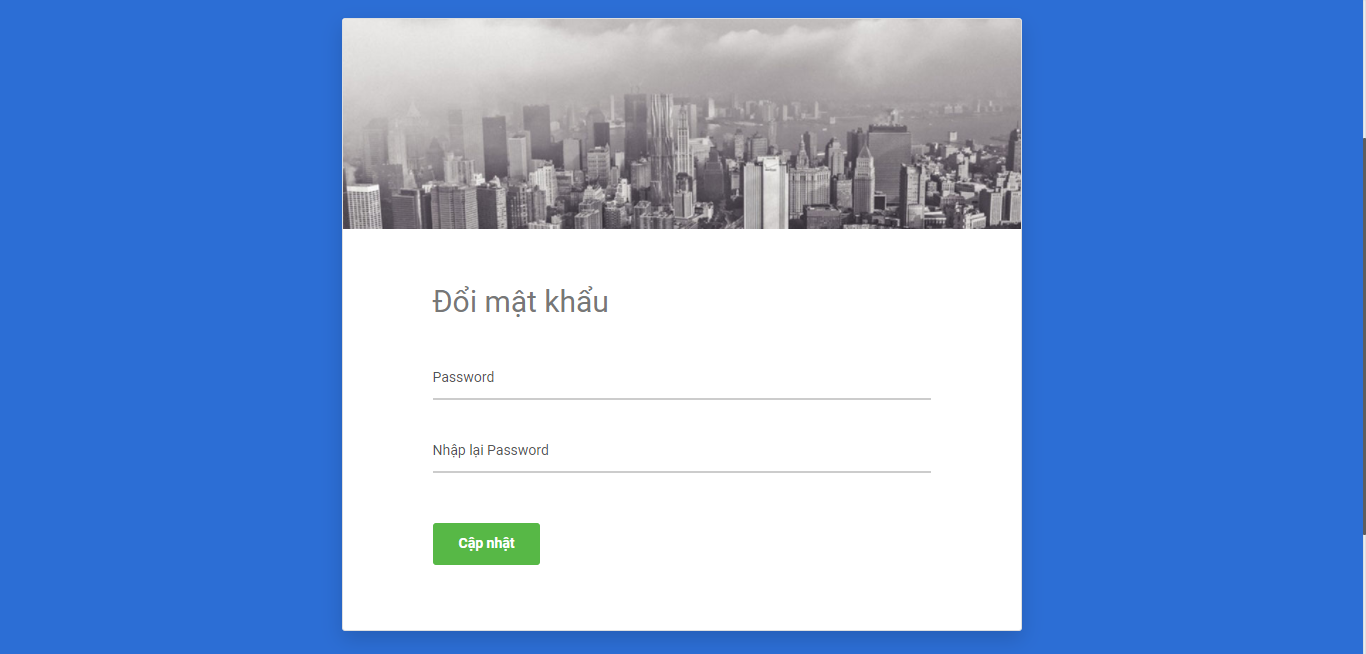 Đổi mật khẩu
Password
Nhập lại Password
Cập nhật